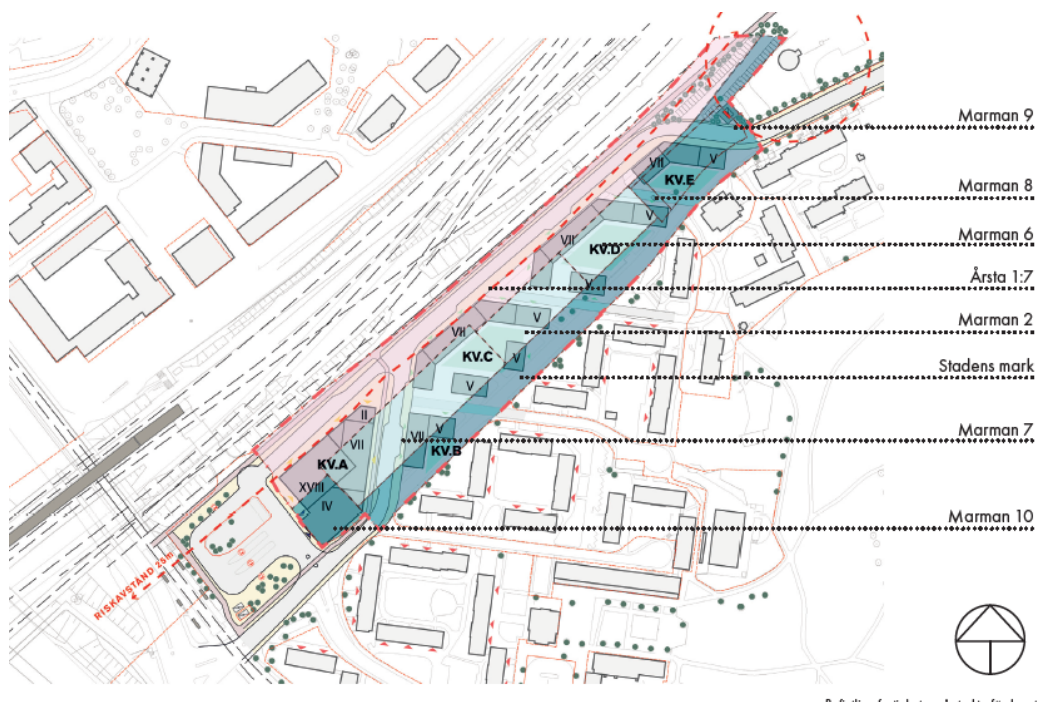 Marman 9
VII
V
KV.E
Marman 8
V
Marman 6
VII
KV.D
Årsta 1:7
V
VII
V
Marman 2
KV.C
V
Stadens mark
V
II
VII
V
Marman 7
VII
KV.B
KV.A
XVIII
IV
Marman 10
RISKAVSTÅND 25m